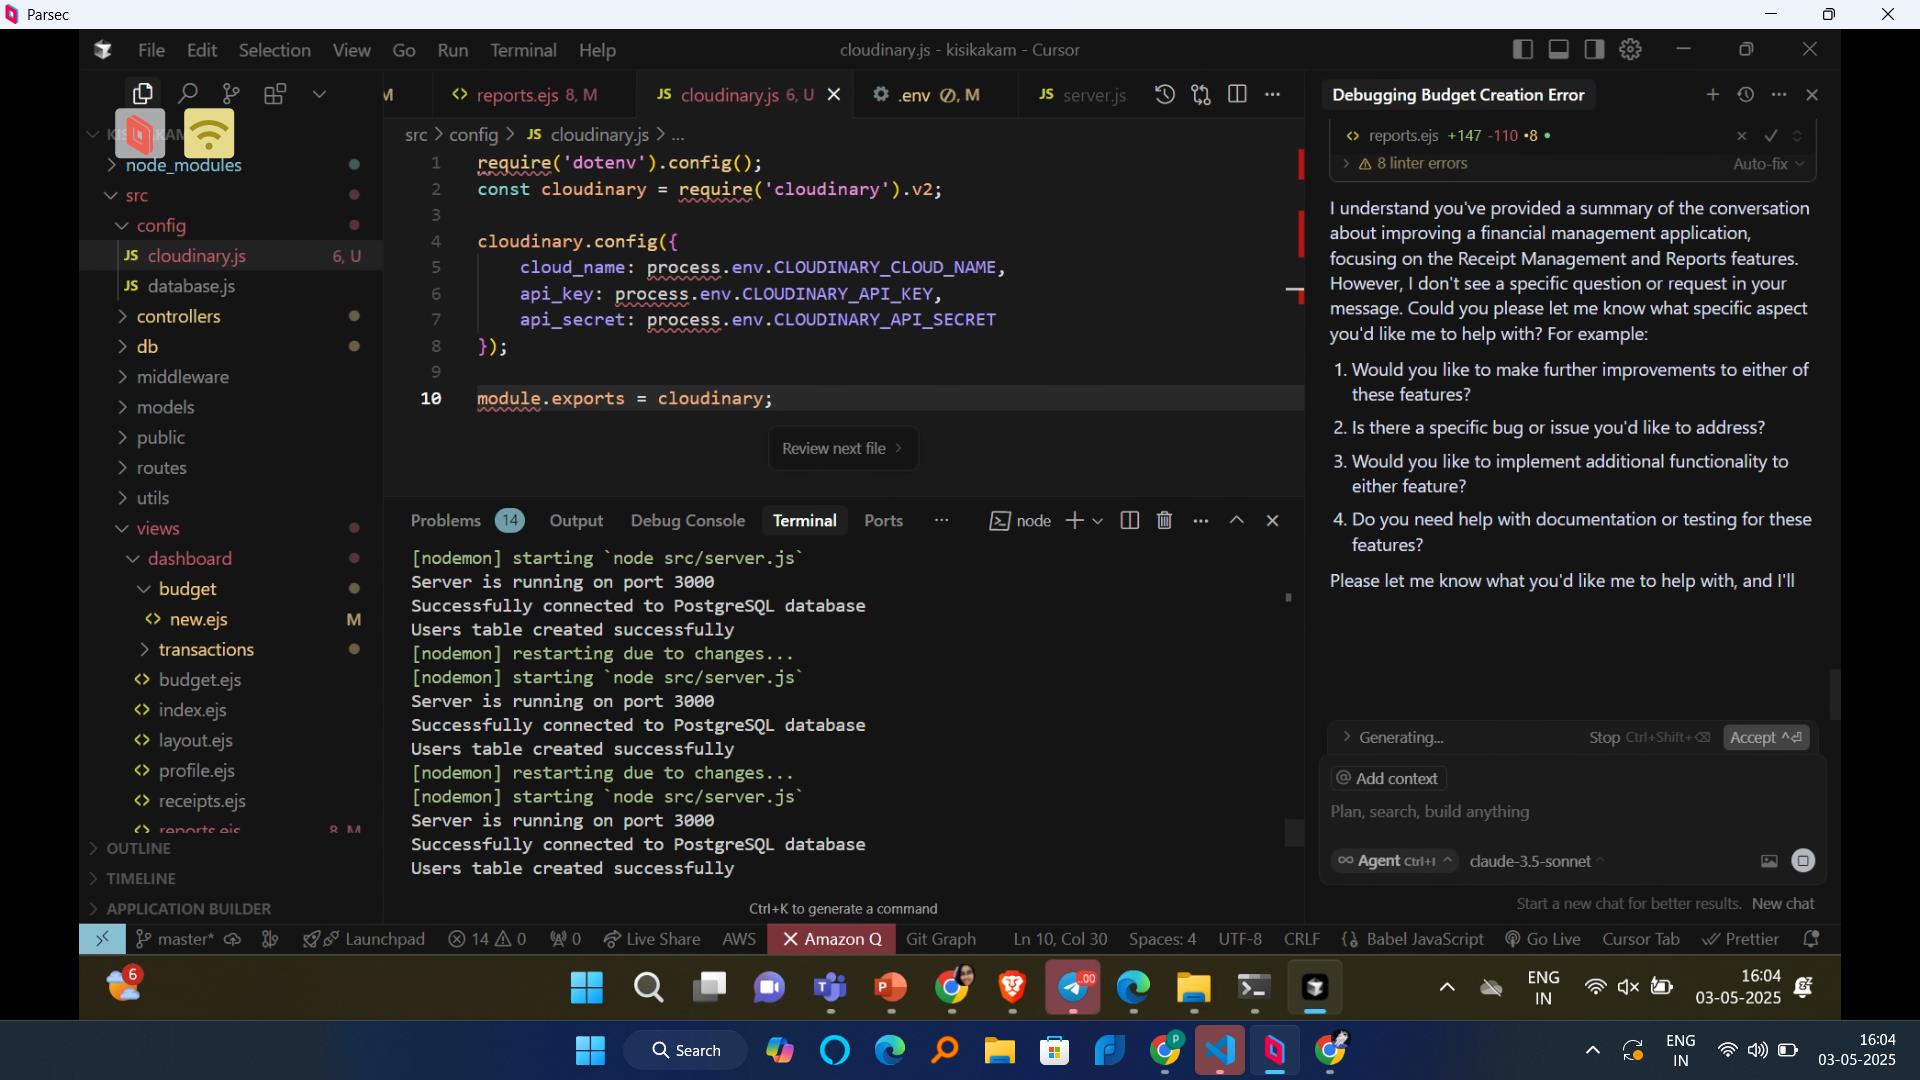 Parsec
File Edit Selection View Go Run Terminal Help
cloudinary.js - kisikakam - Cursor
M
reports.ejs 8, M
JS cloudinary.js 6, U
.env M
JS server.js
node_modules
src
config
JS cloudinary.js 6, U
JS database.js
controllers
db
middleware
models
public
routes
utils
views
dashboard
budget
new.ejs M
transactions
budget.ejs
index.ejs
layout.ejs
profile.ejs
receipts.ejs
reports.ejs 8, M
OUTLINE
TIMELINE
APPLICATION BUILDER
src > config > JS cloudinary.js > ...
1 require('dotenv').config();
2 const cloudinary = require('cloudinary').v2;
3
4 cloudinary.config({
5 cloud_name: process.env.CLOUDINARY_CLOUD_NAME,
6 api_key: process.env.CLOUDINARY_API_KEY,
7 api_secret: process.env.CLOUDINARY_API_SECRET
8 });
9
10 module.exports = cloudinary;
Review next file >
Problems 14 Output Debug Console Terminal Ports ... node
[nodemon] starting `node src/server.js`
Server is running on port 3000
Successfully connected to PostgreSQL database
Users table created successfully
[nodemon] restarting due to changes...
[nodemon] starting `node src/server.js`
Server is running on port 3000
Successfully connected to PostgreSQL database
Users table created successfully
[nodemon] restarting due to changes...
[nodemon] starting `node src/server.js`
Server is running on port 3000
Successfully connected to PostgreSQL database
Users table created successfully
Ctrl+K to generate a command
Debugging Budget Creation Error
reports.ejs +147 -110 •8 •
8 linter errors Auto-fix
I understand you've provided a summary of the conversation
about improving a financial management application,
focusing on the Receipt Management and Reports features.
However, I don't see a specific question or request in your
message. Could you please let me know what specific aspect
you'd like me to help with? For example:
1. Would you like to make further improvements to either of
these features?
2. Is there a specific bug or issue you'd like to address?
3. Would you like to implement additional functionality to
either feature?
4. Do you need help with documentation or testing for these
features?
Please let me know what you'd like me to help with, and I'll
Generating... Stop Ctrl+Shift+⌫ Accept ^⏎
@ Add context
Plan, search, build anything
∞ Agent Ctrl+I ^ claude-3.5-sonnet
Start a new chat for better results. New chat
master* Launchpad 14 0 0 Live Share AWS Amazon Q Git Graph Ln 10, Col 30 Spaces: 4 UTF-8 CRLF Babel JavaScript Go Live Cursor Tab Prettier
6
.00
ENG
IN
16:04
03-05-2025
Search
ENG
IN
16:04
03-05-2025